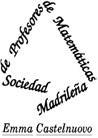 Sociedad
Madrileña
de Profesores
de Matemáticas
Emma Castelnuovo